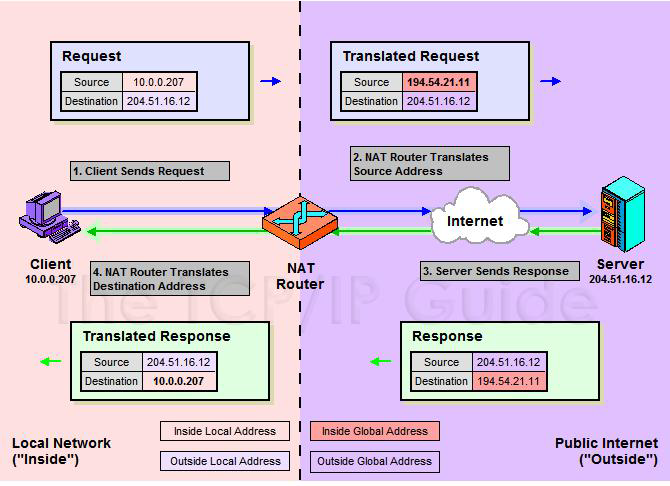 Request
Source 10.0.0.207
Destination 204.51.16.12
Translated Request
Source 194.54.21.11
Destination 204.51.16.12
1. Client Sends Request
2. NAT Router Translates
Source Address
Internet
Client
10.0.0.207
NAT
Router
Server
204.51.16.12
4. NAT Router Translates
Destination Address
3. Server Sends Response
The TCP/IP Guide
Translated Response
Source 204.51.16.12
Destination 10.0.0.207
Response
Source 204.51.16.12
Destination 194.54.21.11
Local Network
("Inside")
Inside Local Address
Inside Global Address
Outside Local Address
Outside Global Address
Public Internet
("Outside")